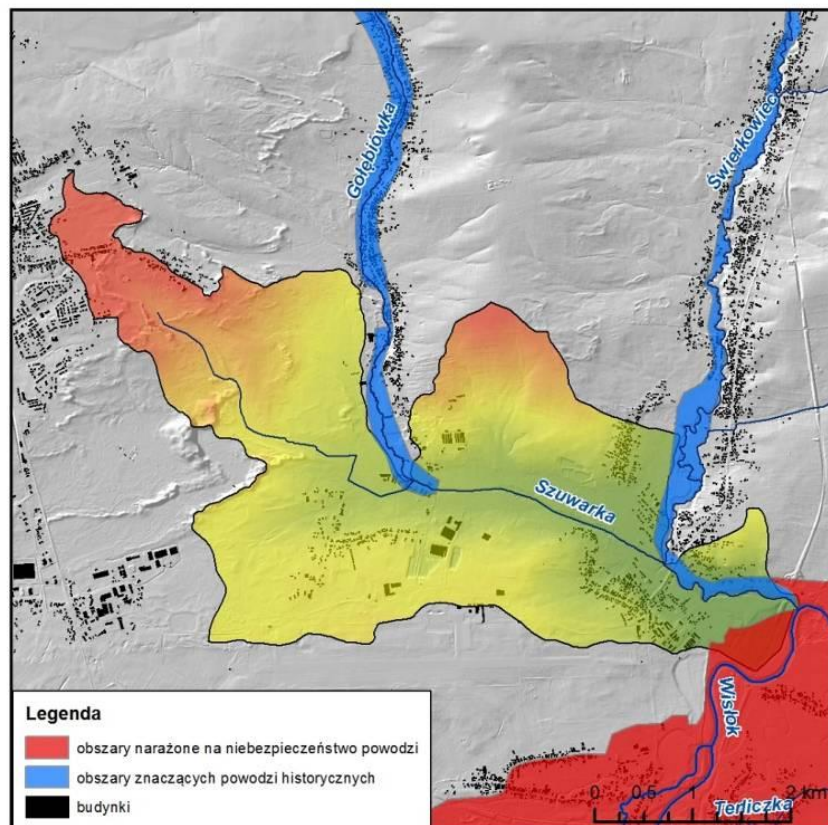 Gołębiówka
Świerkowiec
Szuwarka
Wisłok
Legenda
obszary narażone na niebezpieczeństwo powodzi
obszary znaczących powodzi historycznych
budynki
0 0,5 1 2 km
Terliczka